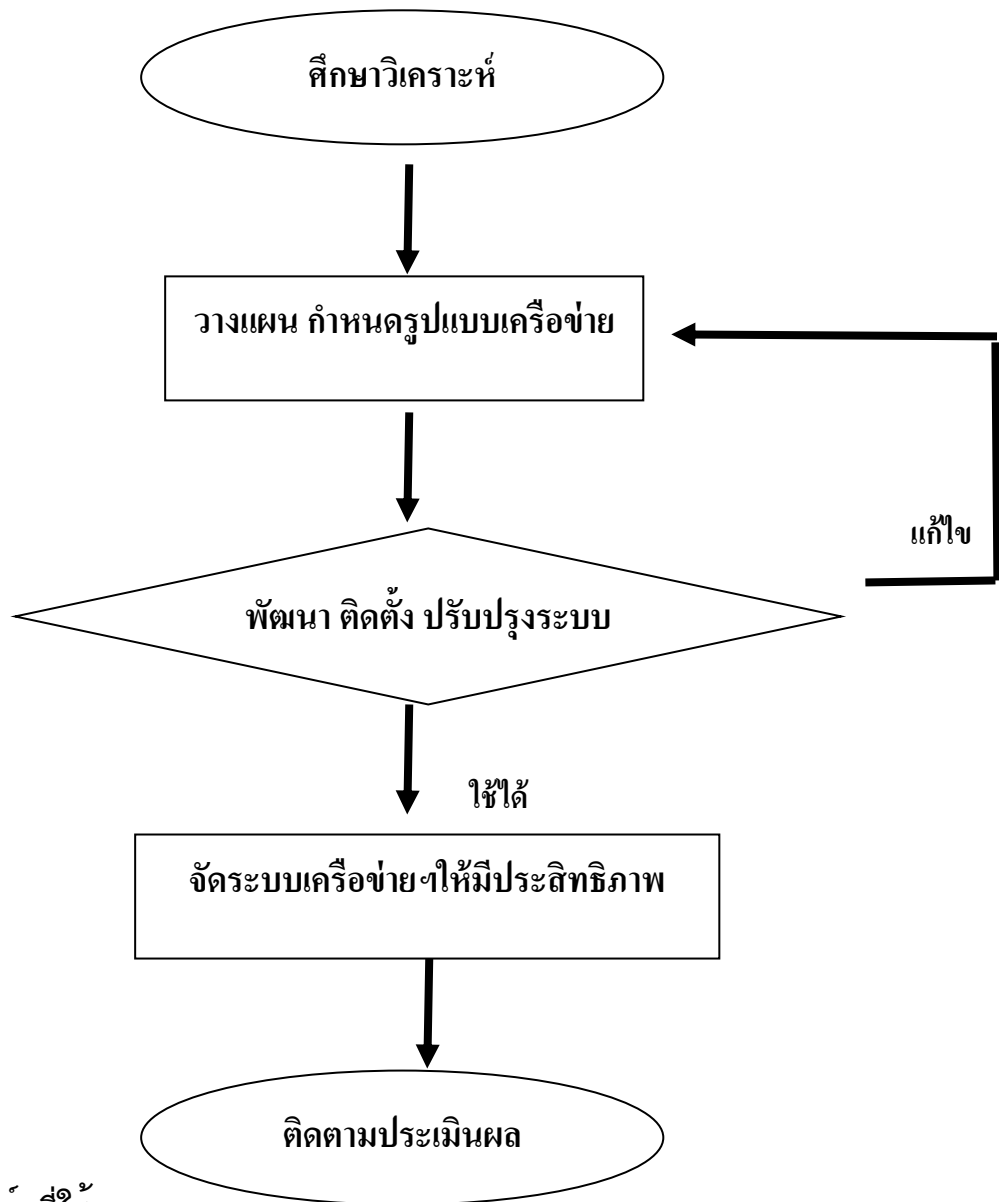 ศึกษาวิเคราะห์
วางแผน กำหนดรูปแบบเครือข่าย
แก้ไข
พัฒนา ติดตั้ง ปรับปรุงระบบ
ใช้ได้
จัดระบบเครือข่ายฯให้มีประสิทธิภาพ
ติดตามประเมินผล